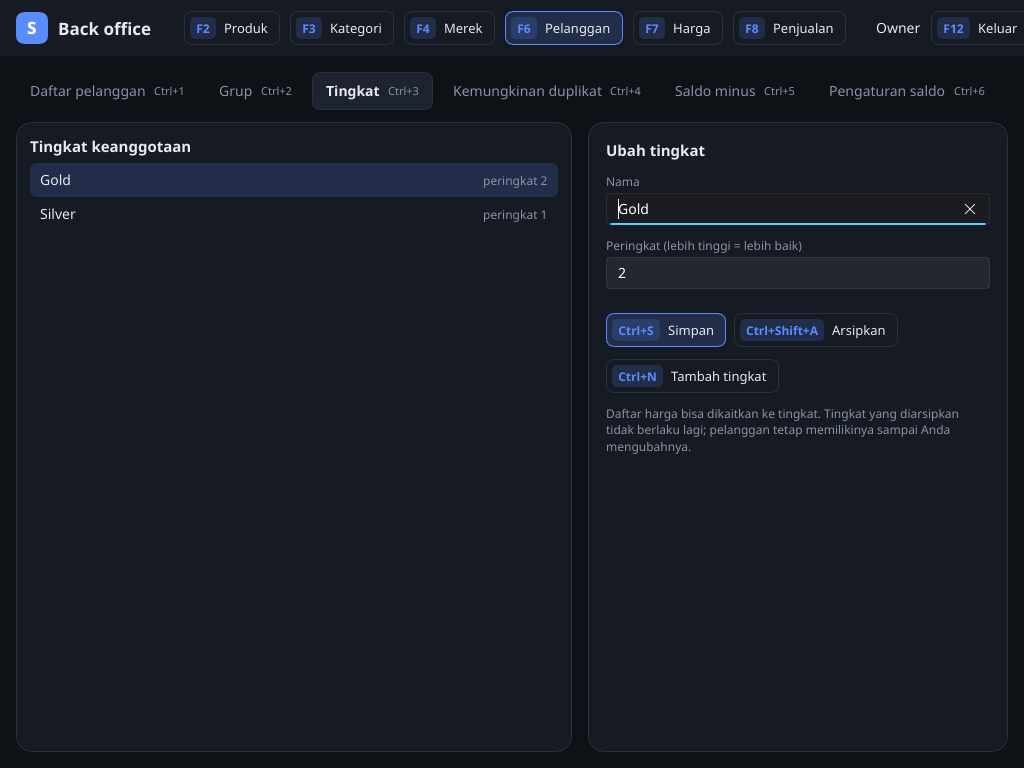 S Back office F2 Produk F3 Kategori F4 Merek F6 Pelanggan F7 Harga F8 Penjualan Owner F12 Keluar
Daftar pelanggan Ctrl+1 Grup Ctrl+2 Tingkat Ctrl+3 Kemungkinan duplikat Ctrl+4 Saldo minus Ctrl+5 Pengaturan saldo Ctrl+6
Tingkat keanggotaan
Gold peringkat 2
Silver peringkat 1
Ubah tingkat
Nama
Gold
Peringkat (lebih tinggi = lebih baik)
2
Ctrl+S Simpan Ctrl+Shift+A Arsipkan
Ctrl+N Tambah tingkat
Daftar harga bisa dikaitkan ke tingkat. Tingkat yang diarsipkan
tidak berlaku lagi; pelanggan tetap memilikinya sampai Anda
mengubahnya.